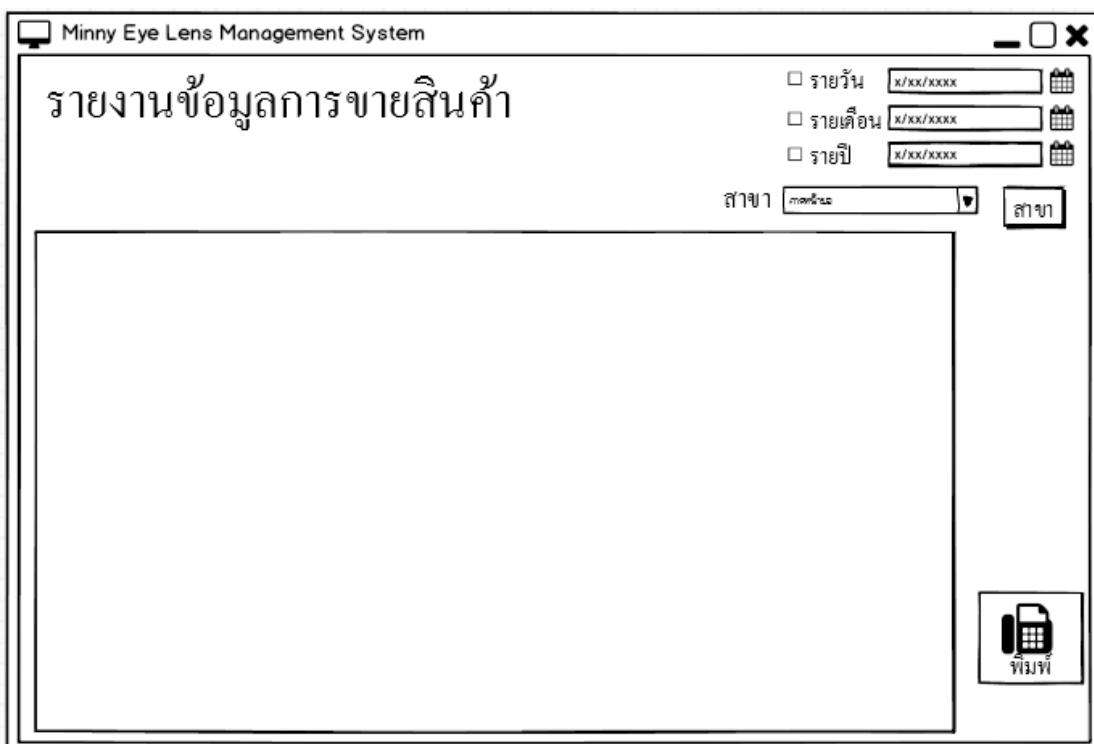 Minny Eye Lens Management System
รายงานข้อมูลการขายสินค้า
รายวัน x/xx/xxxx
รายเดือน x/xx/xxxx
รายปี x/xx/xxxx
สาขา
สาขา
พิมพ์